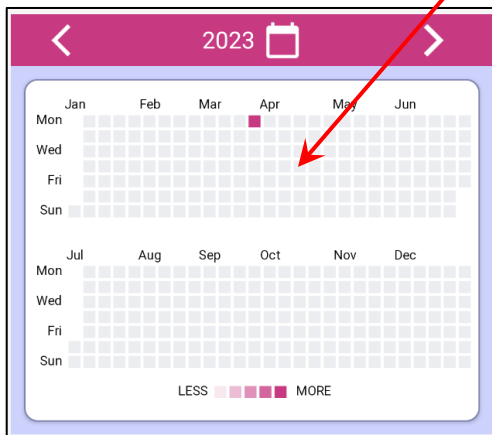 2023
Jan Feb Mar Apr May Jun
Mon
Wed
Fri
Sun
Jul Aug Sep Oct Nov Dec
Mon
Wed
Fri
Sun
LESS MORE